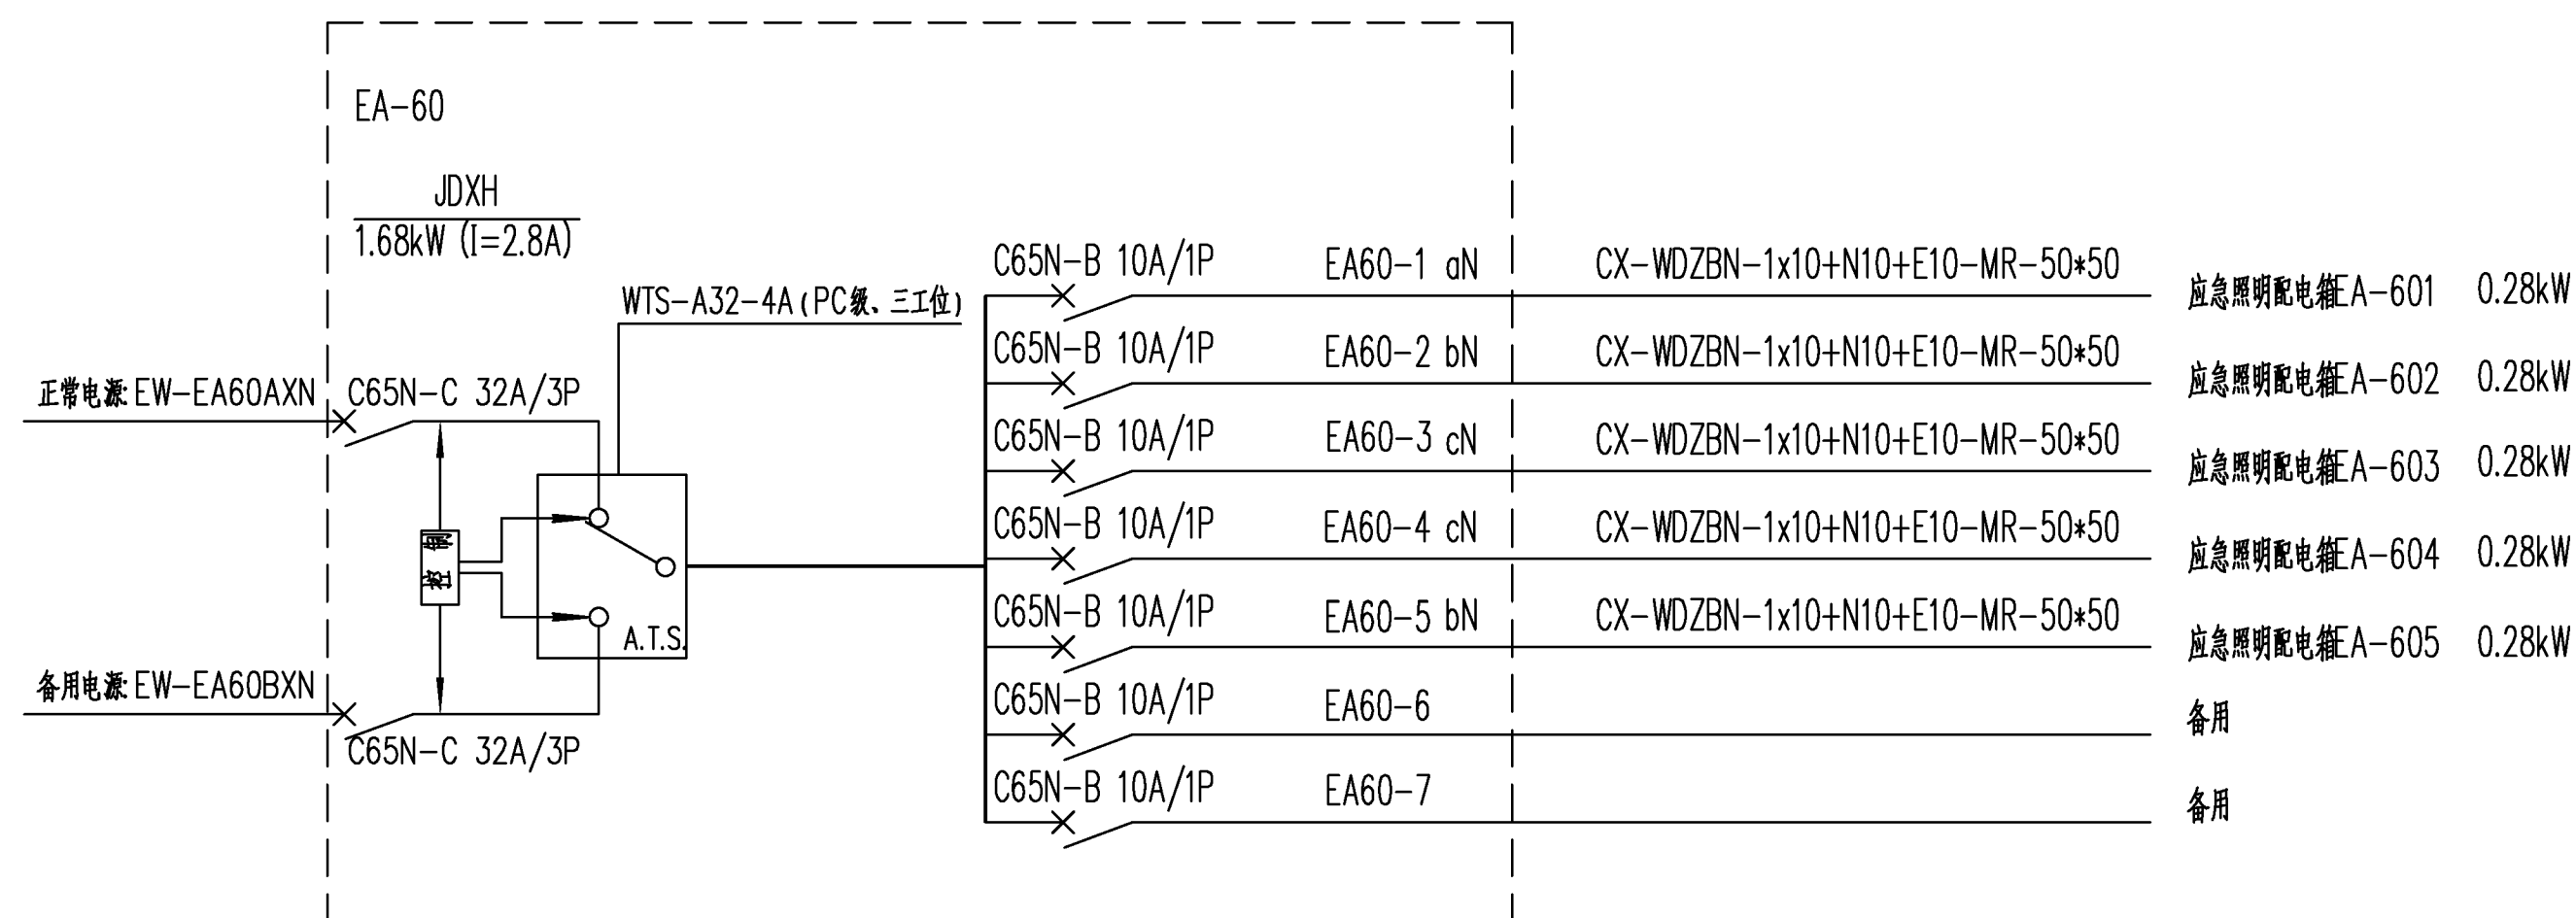 EA-60
JDXH
1.68kW (I=2.8A)
WTS-A32-4A(PC级、三工位)
正常电源:EW-EA60AXN
C65N-C 32A/3P
控制
A.T.S.
备用电源:EW-EA60BXN
C65N-C 32A/3P
C65N-B 10A/1P EA60-1 aN CX-WDZBN-1x10+N10+E10-MR-50*50 应急照明配电箱EA-601 0.28kW
C65N-B 10A/1P EA60-2 bN CX-WDZBN-1x10+N10+E10-MR-50*50 应急照明配电箱EA-602 0.28kW
C65N-B 10A/1P EA60-3 cN CX-WDZBN-1x10+N10+E10-MR-50*50 应急照明配电箱EA-603 0.28kW
C65N-B 10A/1P EA60-4 cN CX-WDZBN-1x10+N10+E10-MR-50*50 应急照明配电箱EA-604 0.28kW
C65N-B 10A/1P EA60-5 bN CX-WDZBN-1x10+N10+E10-MR-50*50 应急照明配电箱EA-605 0.28kW
C65N-B 10A/1P EA60-6 备用
C65N-B 10A/1P EA60-7 备用